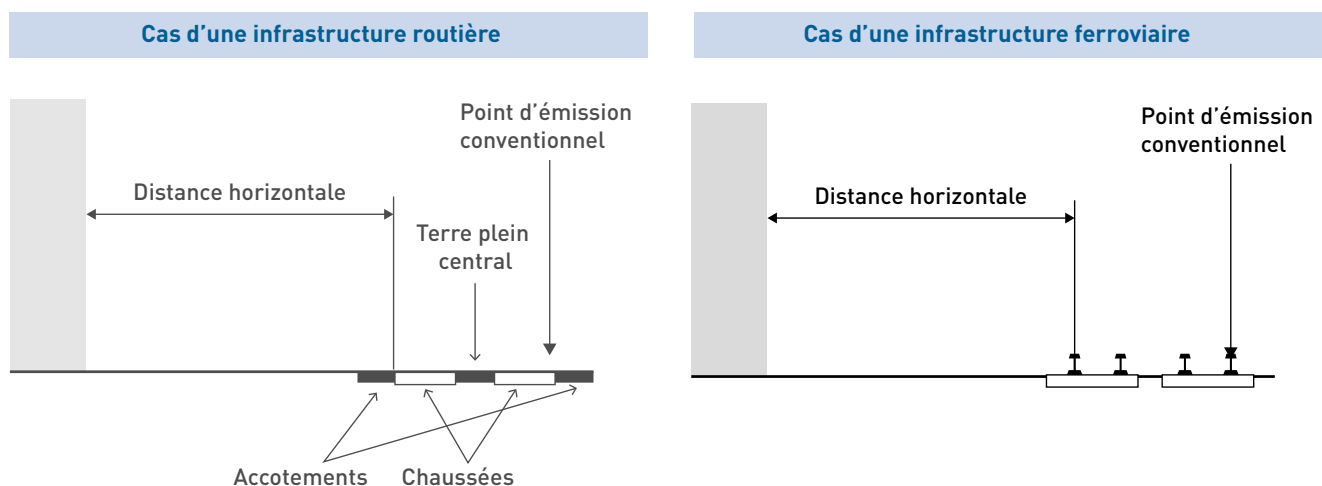 Cas d’une infrastructure routière
Point d’émission
conventionnel
Distance horizontale
Terre plein
central
Accotements
Chaussées
Cas d’une infrastructure ferroviaire
Point d’émission
conventionnel
Distance horizontale